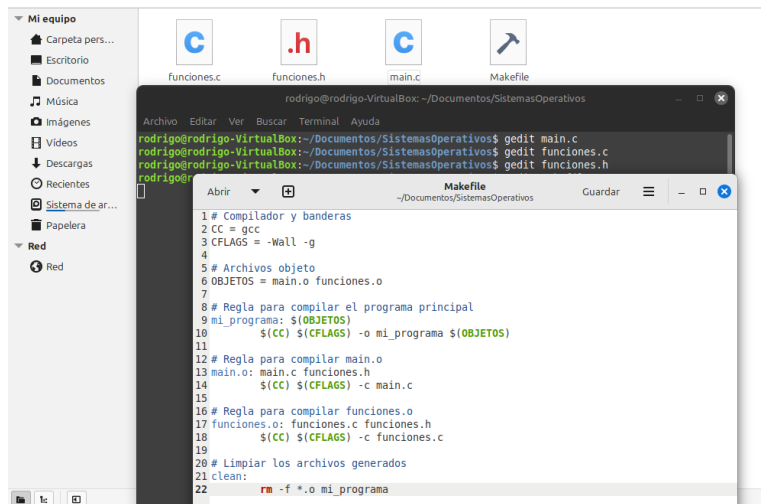 Mi equipo
Carpeta pers...
Escritorio
Documentos
Música
Imágenes
Vídeos
Descargas
Recientes
Sistema de ar...
Papelera
Red
Red
C
.h
C
funciones.c
funciones.h
main.c
Makefile
rodrigo@rodrigo-VirtualBox: ~/Documentos/SistemasOperativos
Archivo Editar Ver Buscar Terminal Ayuda
rodrigo@rodrigo-VirtualBox:~/Documentos/SistemasOperativos$ gedit main.c
rodrigo@rodrigo-VirtualBox:~/Documentos/SistemasOperativos$ gedit funciones.c
rodrigo@rodrigo-VirtualBox:~/Documentos/SistemasOperativos$ gedit funciones.h
Abrir
Makefile
~/Documentos/SistemasOperativos
Guardar
1 # Compilador y banderas
2 CC = gcc
3 CFLAGS = -Wall -g
4
5 # Archivos objeto
6 OBJETOS = main.o funciones.o
7
8 # Regla para compilar el programa principal
9 mi_programa: $(OBJETOS)
10 $(CC) $(CFLAGS) -o mi_programa $(OBJETOS)
11
12 # Regla para compilar main.o
13 main.o: main.c funciones.h
14 $(CC) $(CFLAGS) -c main.c
15
16 # Regla para compilar funciones.o
17 funciones.o: funciones.c funciones.h
18 $(CC) $(CFLAGS) -c funciones.c
19
20 # Limpiar los archivos generados
21 clean:
22 rm -f *.o mi_programa